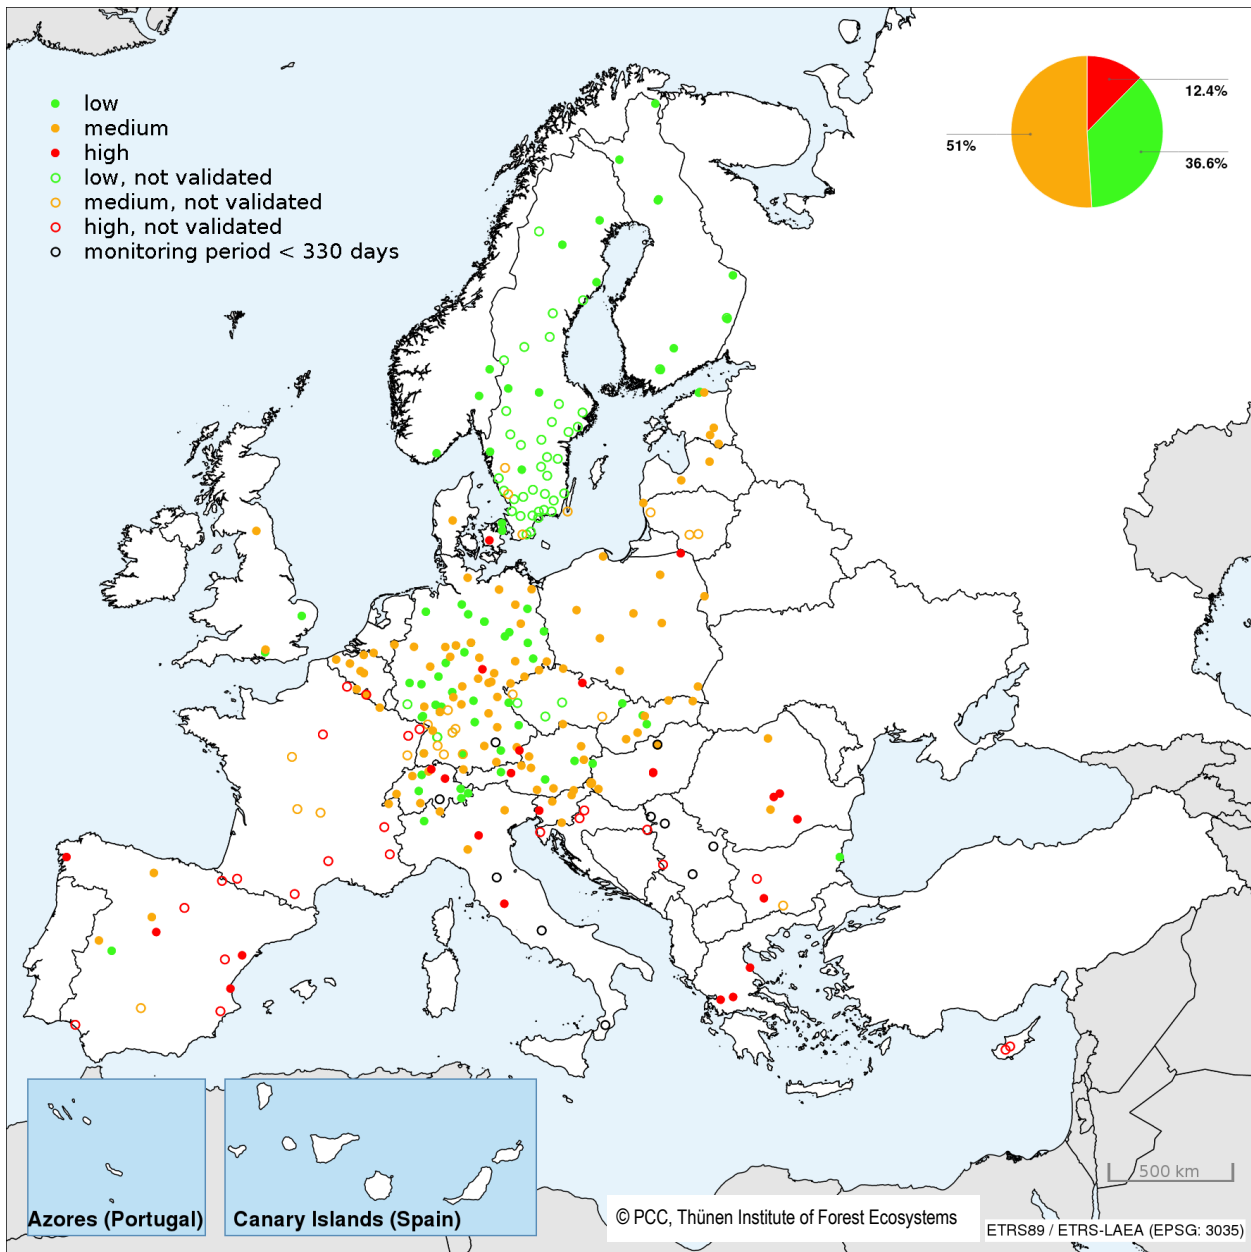 low
medium
high
low, not validated
medium, not validated
high, not validated
monitoring period < 330 days
12.4%
51%
36.6%
500 km
Azores (Portugal)
Canary Islands (Spain)
© PCC, Thünen Institute of Forest Ecosystems
ETRS89 / ETRS-LAEA (EPSG: 3035)